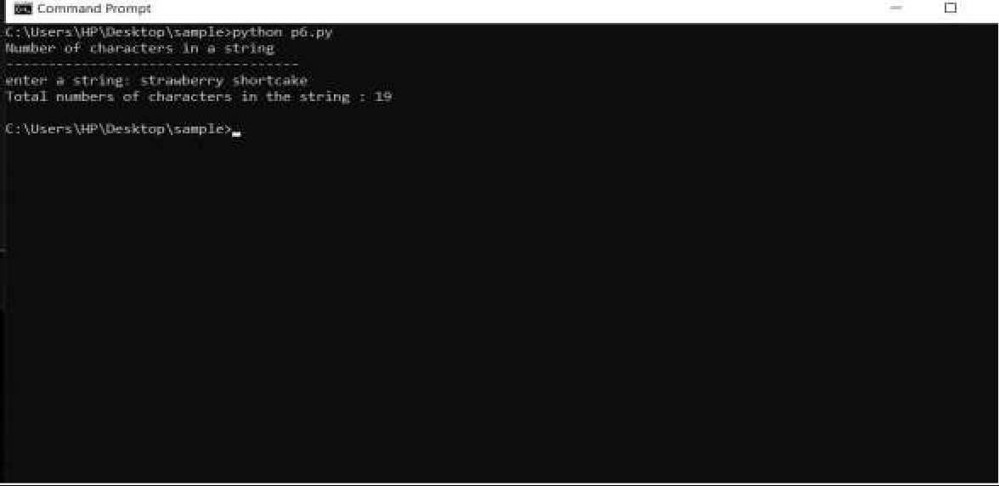 Command Prompt
C:\Users\HP\Desktop\sample>python p6.py
Number of characters in a string
-----------------------------------
enter a string: strawberry shortcake
Total numbers of characters in the string : 19
C:\Users\HP\Desktop\sample>